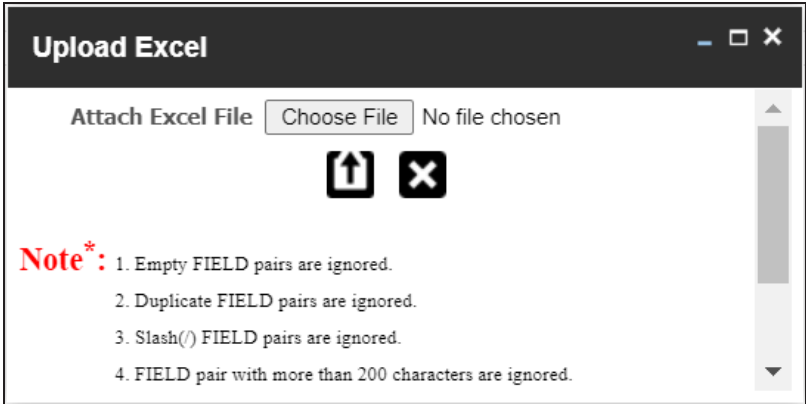 Upload Excel
Attach Excel File Choose File No file chosen
Note*: 1. Empty FIELD pairs are ignored.
2. Duplicate FIELD pairs are ignored.
3. Slash(/) FIELD pairs are ignored.
4. FIELD pair with more than 200 characters are ignored.